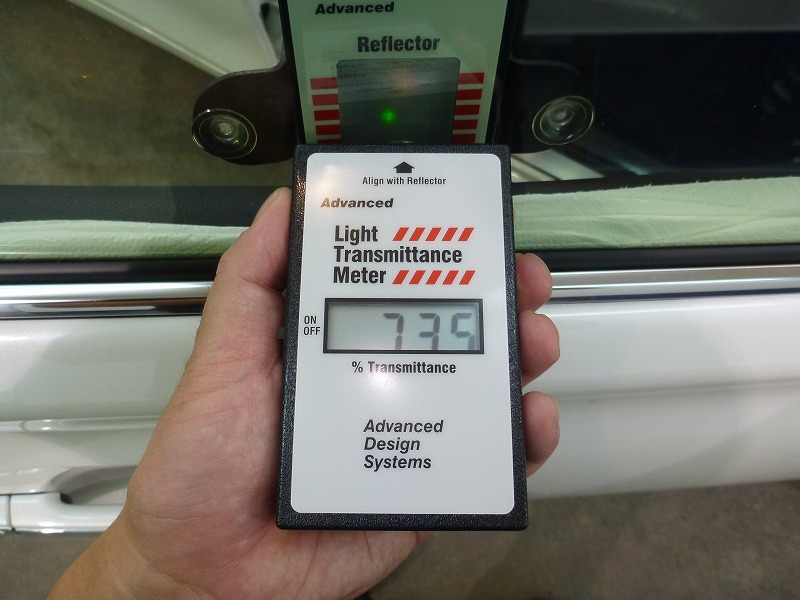 Advanced
Reflector
Align with Reflector
Advanced
Light
Transmittance
Meter
ON
OFF
735
% Transmittance
Advanced
Design
Systems